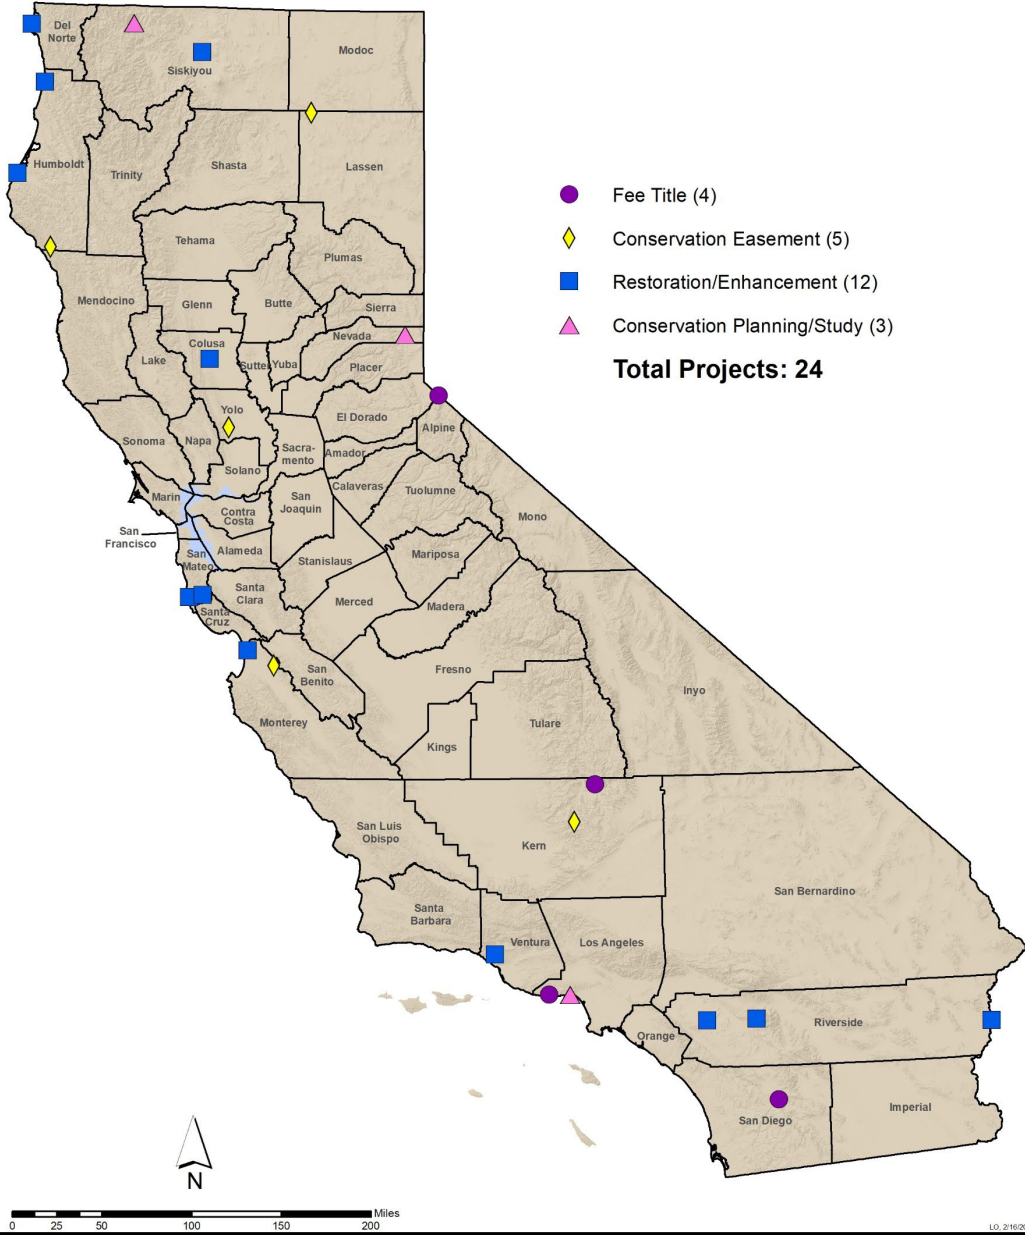 Del
Norte
Modoc
Siskiyou
Humboldt
Trinity
Shasta
Lassen
Fee Title (4)
Conservation Easement (5)
Restoration/Enhancement (12)
Conservation Planning/Study (3)
Total Projects: 24
Tehama
Plumas
Mendocino
Glenn
Butte
Sierra
Nevada
Colusa
Lake
Sutter
Yuba
Placer
Yolo
El Dorado
Alpine
Sonoma
Napa
Sacra-
mento
Amador
Solano
Calaveras
Tuolumne
Marin
San
Joaquin
Contra
Costa
Mono
San
Francisco
San
Mateo
Alameda
Stanislaus
Mariposa
Santa
Clara
Merced
Madera
Santa
Cruz
San
Benito
Fresno
Inyo
Monterey
Tulare
Kings
San Luis
Obispo
Kern
San Bernardino
Santa
Barbara
Ventura
Los Angeles
Orange
Riverside
San Diego
Imperial
N
Miles
0 25 50 100 150 200
LO, 2/16/20